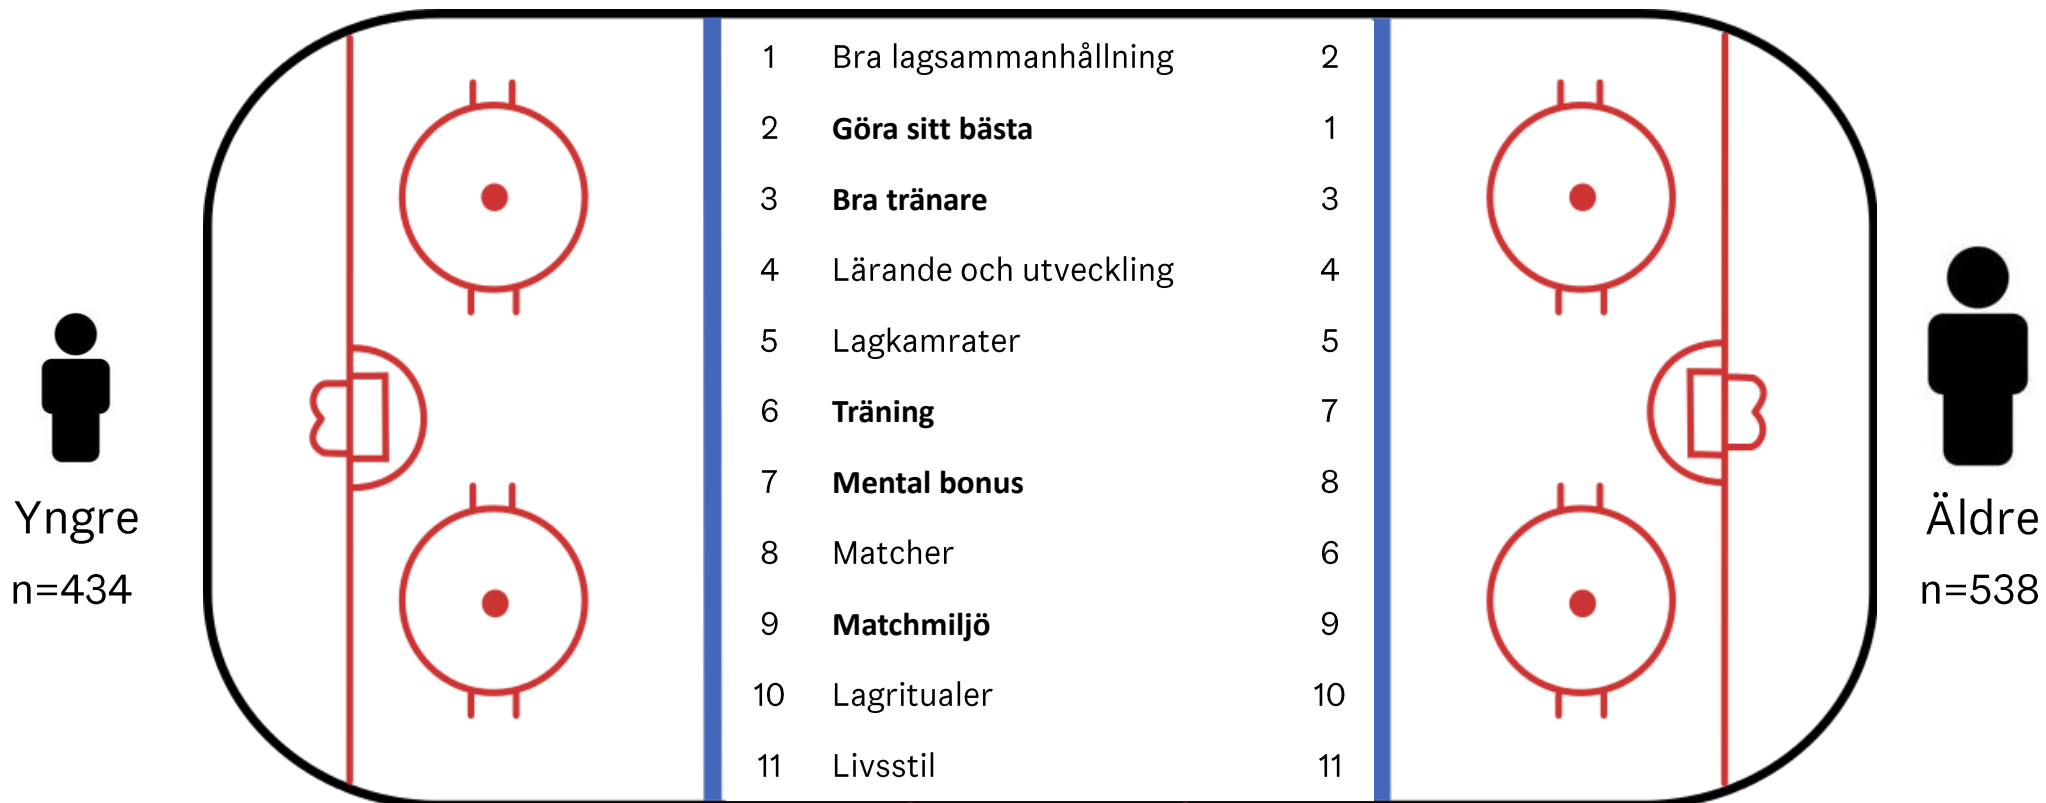 1 Bra lagsammanhållning 2
2 Göra sitt bästa 1
3 Bra tränare 3
4 Lärande och utveckling 4
5 Lagkamrater 5
6 Träning 7
7 Mental bonus 8
8 Matcher 6
9 Matchmiljö 9
10 Lagritualer 10
11 Livsstil 11
Yngre
n=434
Äldre
n=538